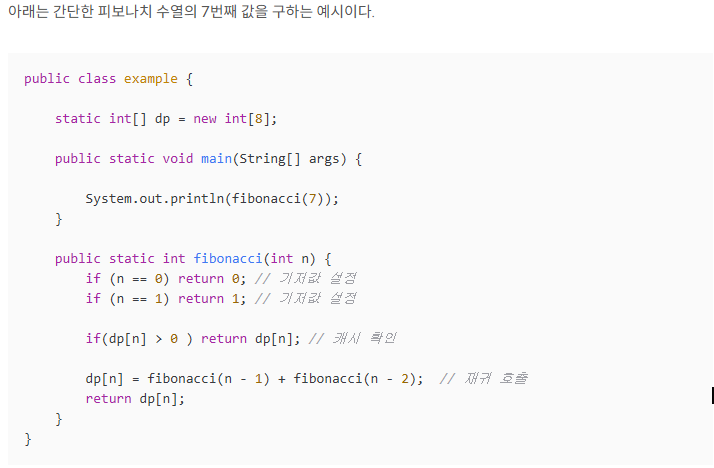 아래는 간단한 피보나치 수열의 7번째 값을 구하는 예시이다.
public class example {
static int[] dp = new int[8];
public static void main(String[] args) {
System.out.println(fibonacci(7));
}
public static int fibonacci(int n) {
if (n == 0) return 0; // 기저값 설정
if (n == 1) return 1; // 기저값 설정
if(dp[n] > 0 ) return dp[n]; // 캐시 확인
dp[n] = fibonacci(n - 1) + fibonacci(n - 2);  // 재귀 호출
return dp[n];
}
}